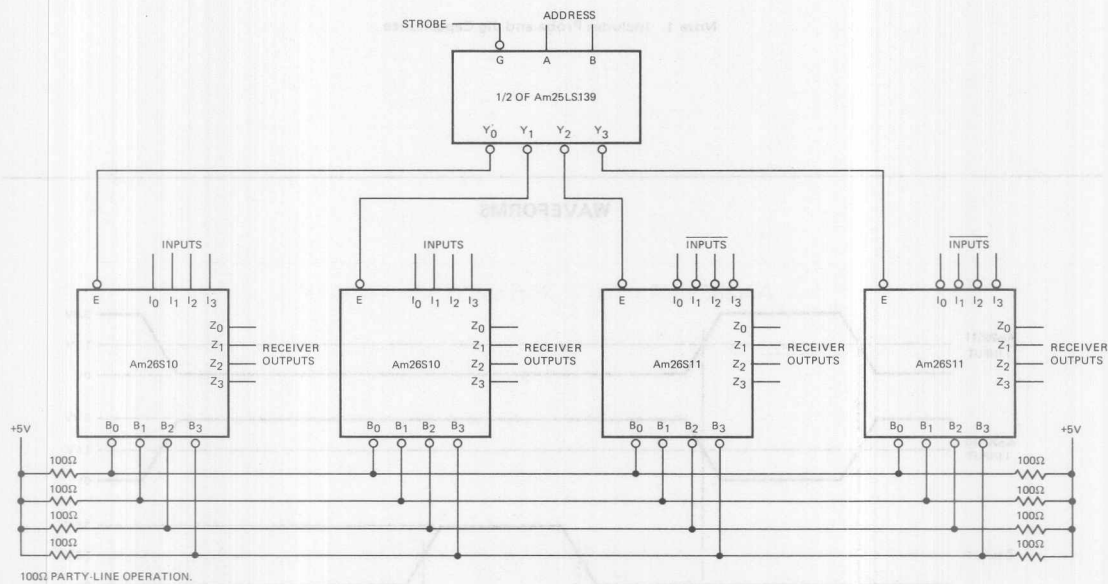 STROBE
ADDRESS
G A B
1/2 OF Am25LS139
Y0 Y1 Y2 Y3
INPUTS
INPUTS
INPUTS
INPUTS
E I0 I1 I2 I3
E I0 I1 I2 I3
E I0 I1 I2 I3
E I0 I1 I2 I3
Z0
Z1
Z2
Z3
RECEIVER
OUTPUTS
Am26S10
Z0
Z1
Z2
Z3
RECEIVER
OUTPUTS
Am26S10
Z0
Z1
Z2
Z3
RECEIVER
OUTPUTS
Am26S11
Z0
Z1
Z2
Z3
RECEIVER
OUTPUTS
Am26S11
B0 B1 B2 B3
B0 B1 B2 B3
B0 B1 B2 B3
B0 B1 B2 B3
+5V
+5V
100Ω
100Ω
100Ω
100Ω
100Ω
100Ω
100Ω
100Ω
100Ω PARTY-LINE OPERATION.
WAVEFORMS